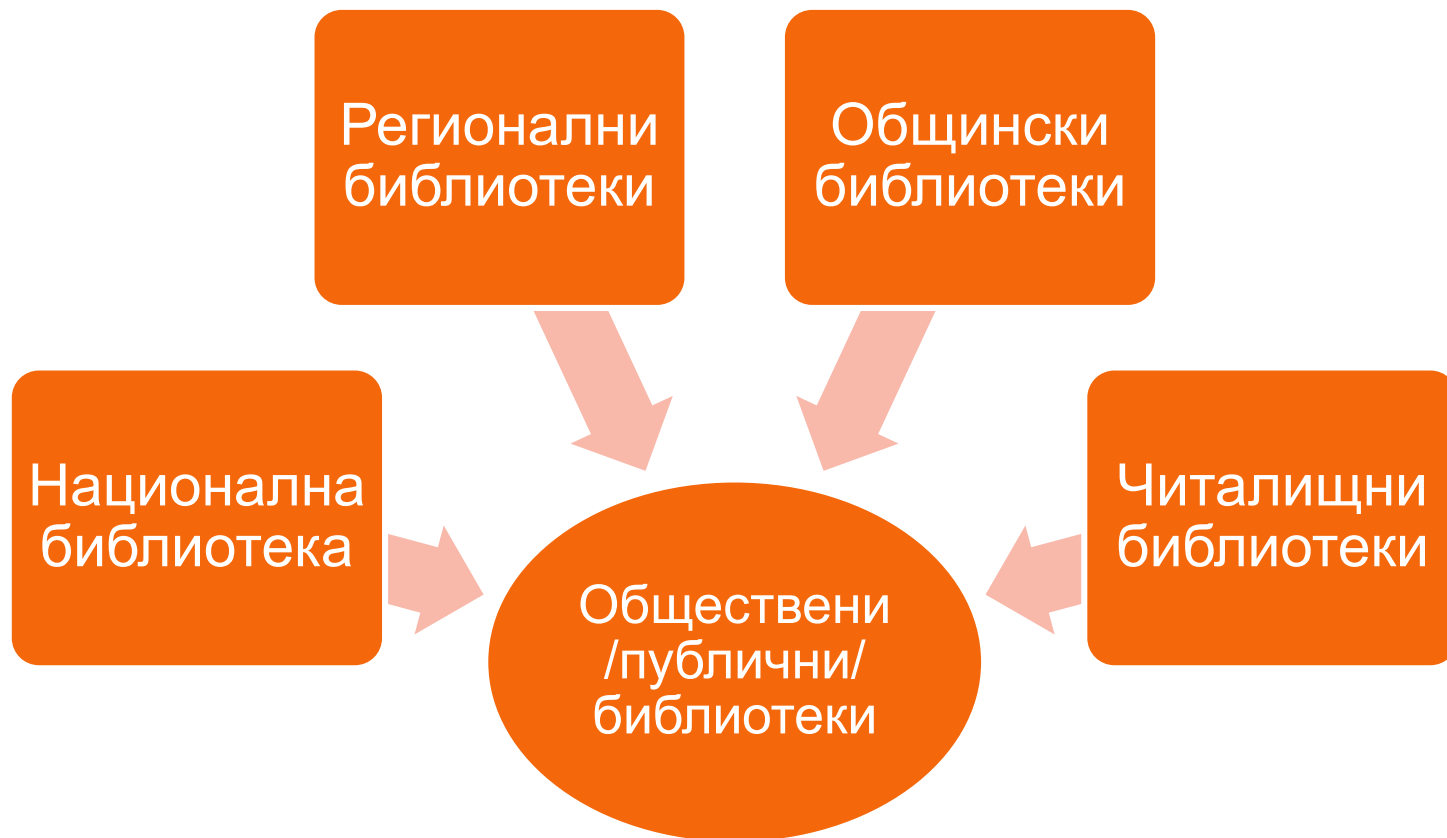 Регионални
библиотеки
Общински
библиотеки
Национална
библиотека
Читалищни
библиотеки
Обществени
/публични/
библиотеки